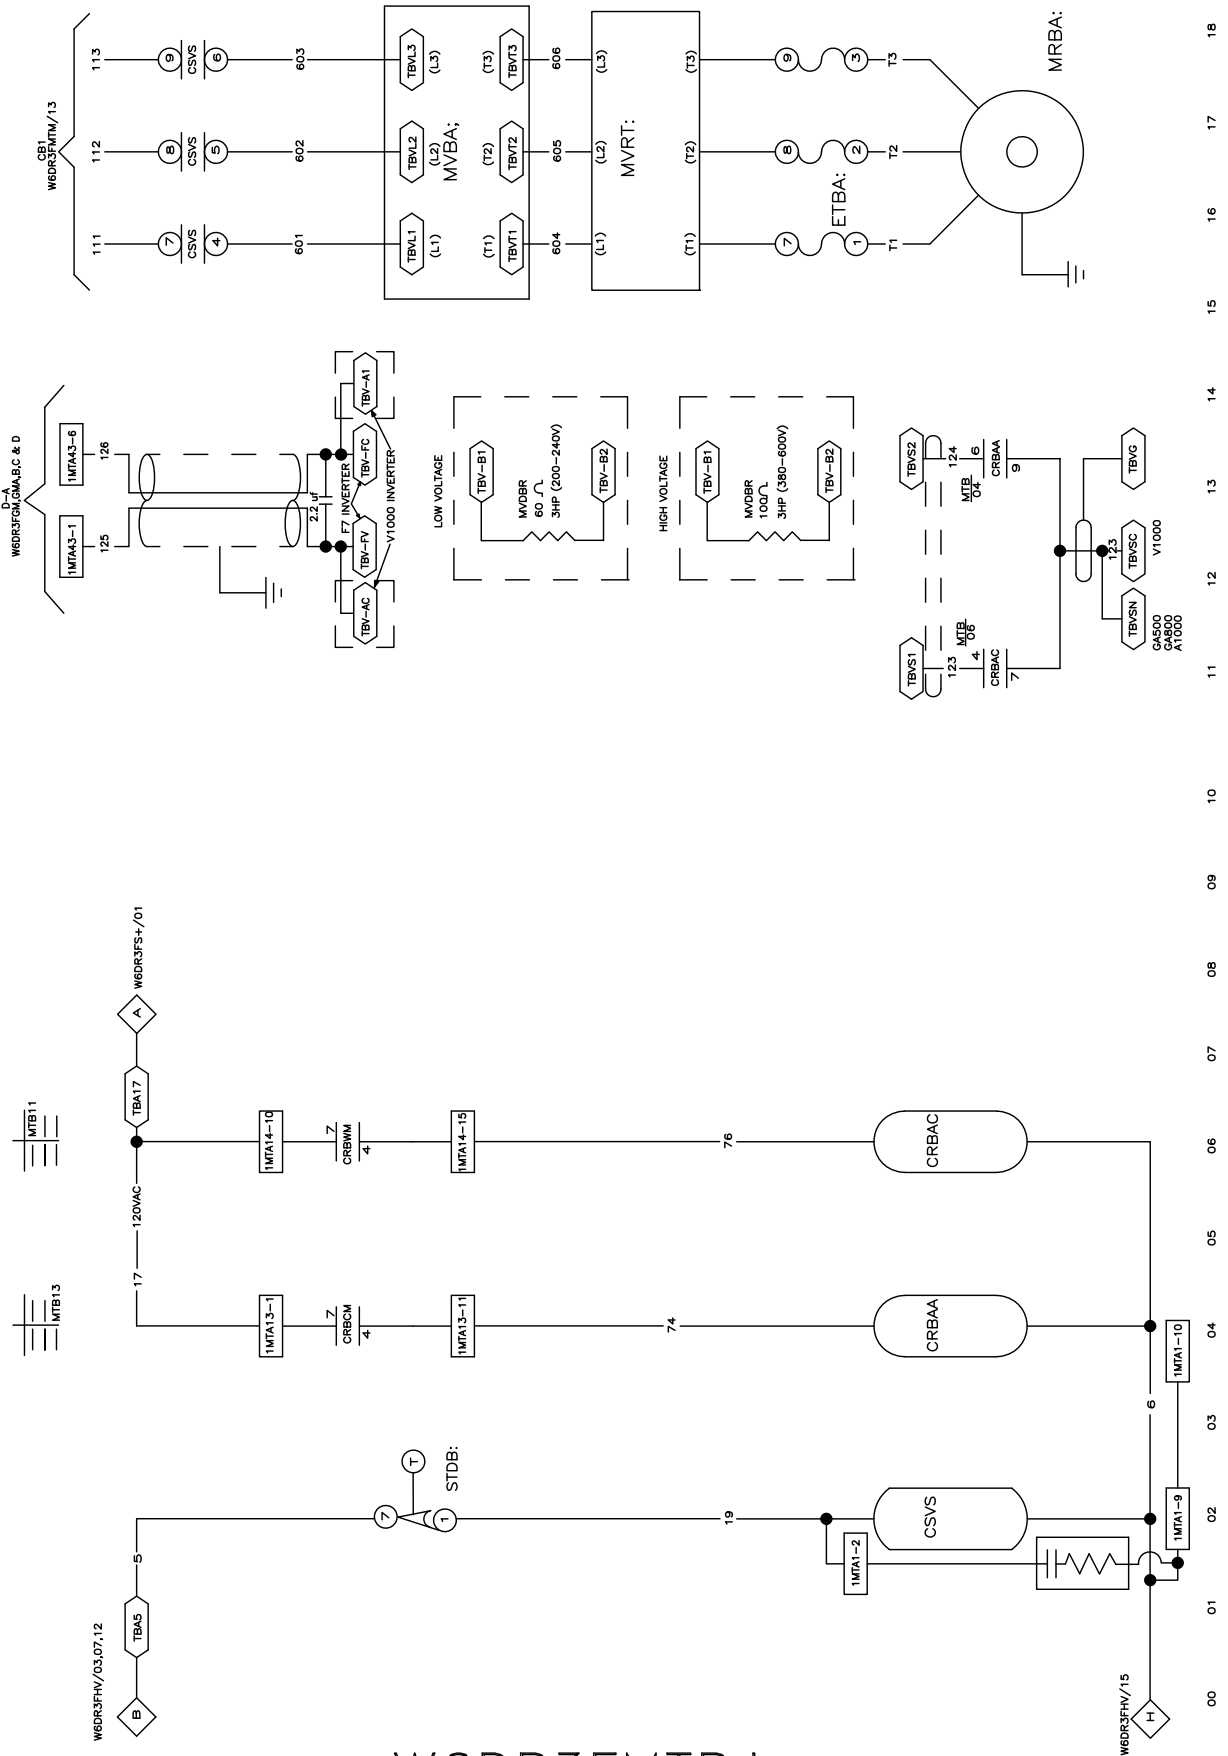 W6DR3FHV/03,07,12
B
TBA5
5
7
T
1
STDB:
19
1MTA1-2
CSVS
W6DR3FHV/15
H
1MTA1-9
6
1MTA1-10
MTB13
17
120VAC
1MTA13-1
7
CRBCM
4
1MTA13-11
74
CRBAA
MTB11
TBA17
A
W6DR3FS+/01
1MTA14-10
7
CRBWM
4
1MTA14-15
76
CRBAC
D-A
W6DR3FGM,GMA,B,C & D
1MTA43-1
1MTA43-6
125
126
2.2 uf
F7 INVERTER
TBV-AC
TBV-FV
TBV-FC
TBV-A1
V1000 INVERTER
LOW VOLTAGE
TBV-B1
MVDBR
60
3HP (200-240V)
TBV-B2
HIGH VOLTAGE
TBV-B1
MVDBR
100
3HP (380-600V)
TBV-B2
TBVS1
TBVS2
123
MTB
06
4
CRBAC
7
124
MTB
04
6
CRBAA
9
123
TBVSN
TBVSC
TBVG
GA500
GA800
A1000
V1000
CB1
W6DR3FMTM/13
111
112
113
7
8
9
CSVS
CSVS
CSVS
4
5
6
601
602
603
TBVL1
TBVL2
TBVL3
(L1)
(L2)
(L3)
MVBA;
(T1)
(T2)
(T3)
TBVT1
TBVT2
TBVT3
604
605
606
(L1)
(L2)
(L3)
MVRT:
(T1)
(T2)
(T3)
7
8
9
ETBA:
1
2
3
T1
T2
T3
MRBA:
00
01
02
03
04
05
06
07
08
09
10
11
12
13
14
15
16
17
18